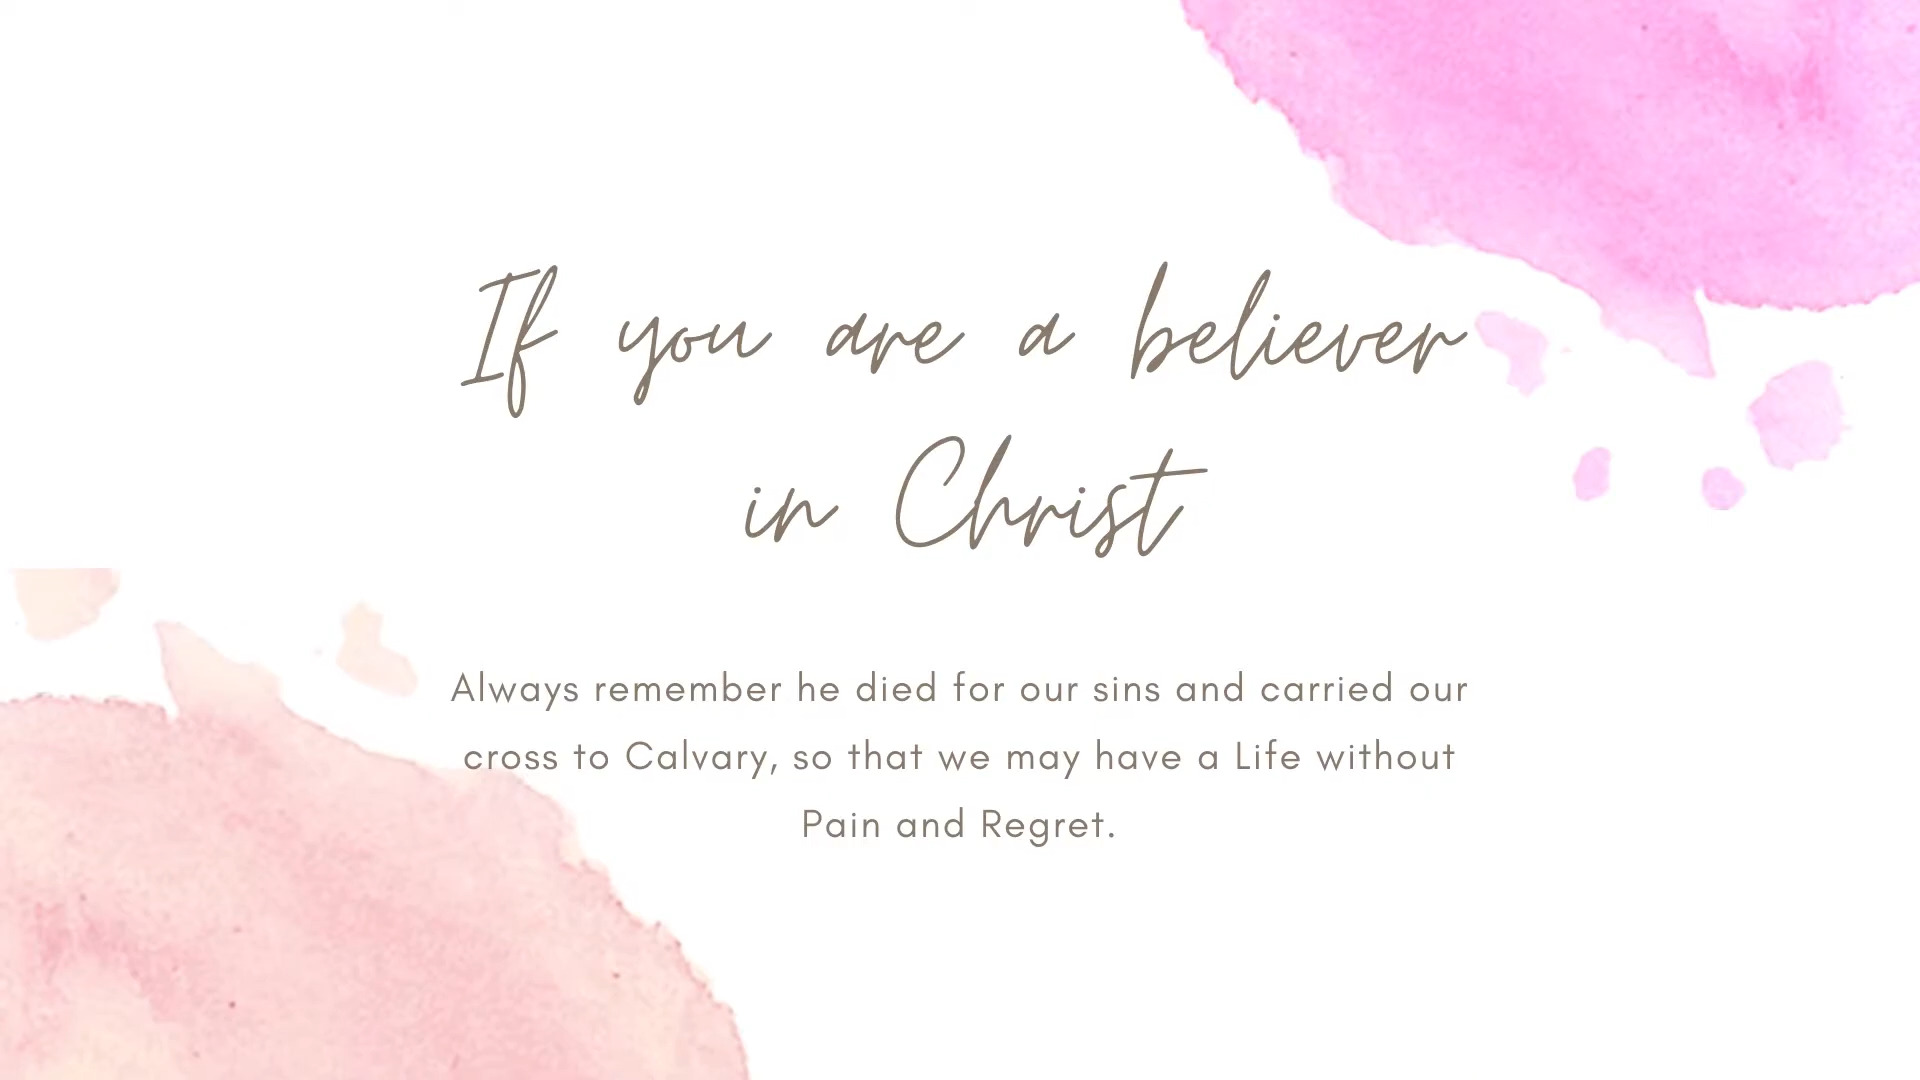 If you are a believer
in Christ
Always remember he died for our sins and carried our
cross to Calvary, so that we may have a Life without
Pain and Regret.